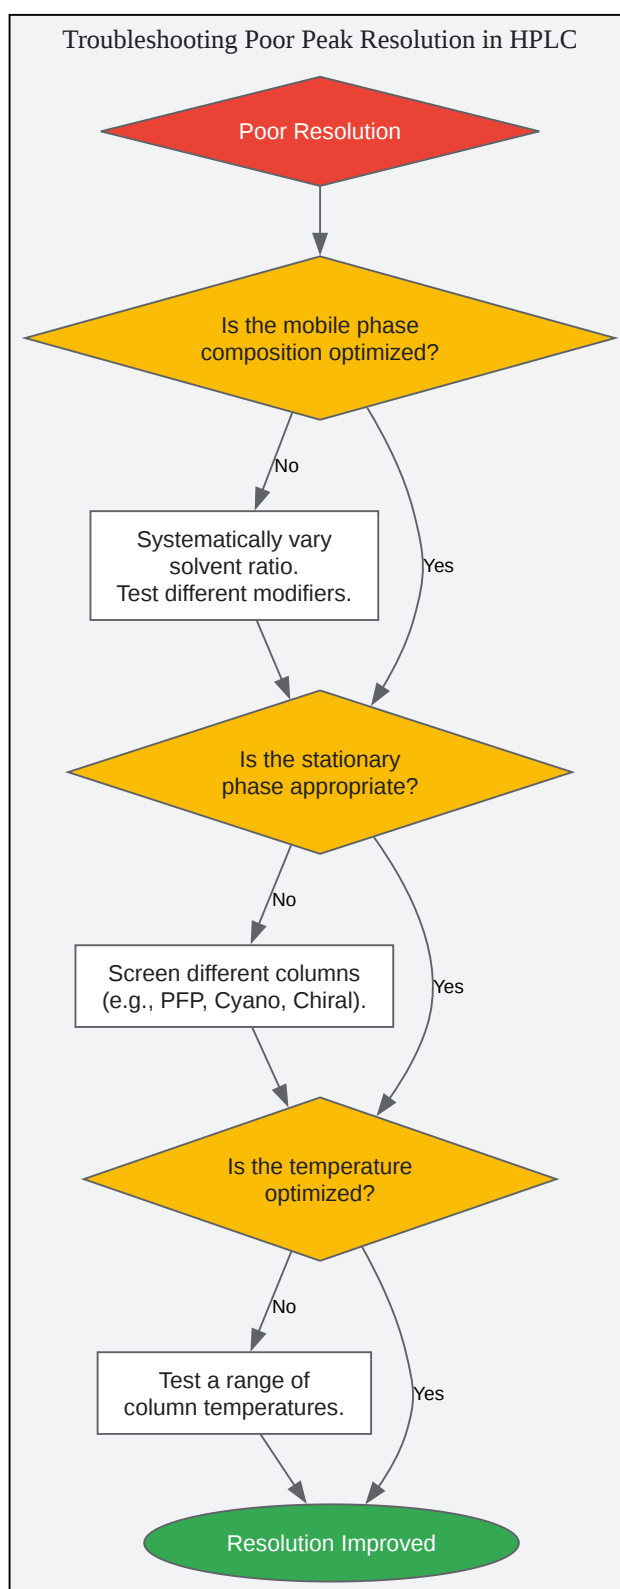 Troubleshooting Poor Peak Resolution in HPLC
Poor Resolution
Is the mobile phase
composition optimized?
No
Systematically vary
solvent ratio.
Test different modifiers.
Yes
Is the stationary
phase appropriate?
No
Screen different columns
(e.g., PFP, Cyano, Chiral).
Yes
Is the temperature
optimized?
No
Test a range of
column temperatures.
Yes
Resolution Improved